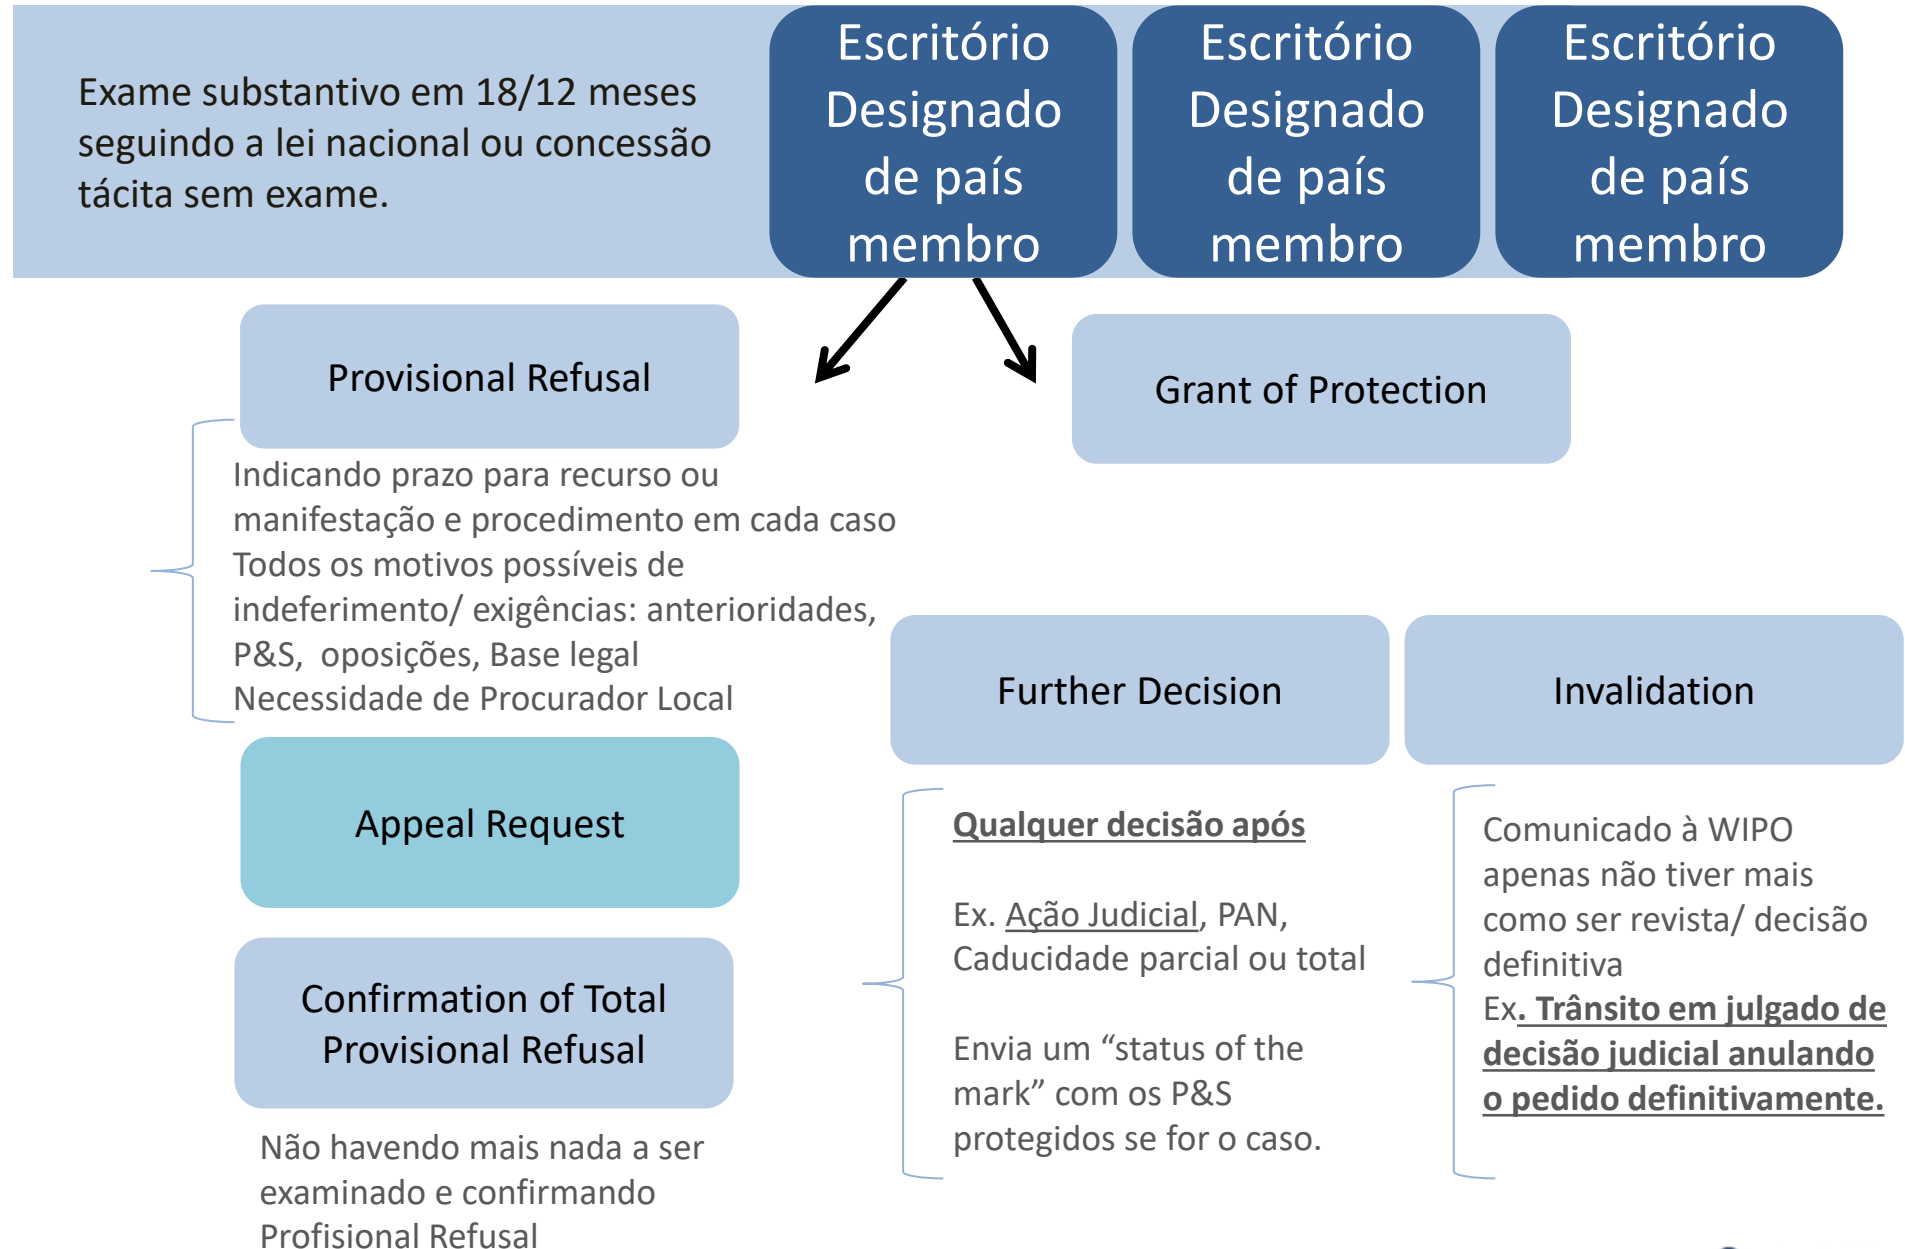 Exame substantivo em 18/12 meses
seguindo a lei nacional ou concessão
tácita sem exame.
Escritório
Designado
de país
membro
Escritório
Designado
de país
membro
Escritório
Designado
de país
membro
Provisional Refusal
Grant of Protection
Indicando prazo para recurso ou
manifestação e procedimento em cada caso
Todos os motivos possíveis de
indeferimento/ exigências: anterioridades,
P&S,  oposições, Base legal
Necessidade de Procurador Local
Appeal Request
Confirmation of Total
Provisional Refusal
Não havendo mais nada a ser
examinado e confirmando
Profisional Refusal
Further Decision
Qualquer decisão após
Ex. Ação Judicial, PAN,
Caducidade parcial ou total
Envia um “status of the
mark” com os P&S
protegidos se for o caso.
Invalidation
Comunicado à WIPO
apenas não tiver mais
como ser revista/ decisão
definitiva
Ex. Trânsito em julgado de
decisão judicial anulando
o pedido definitivamente.